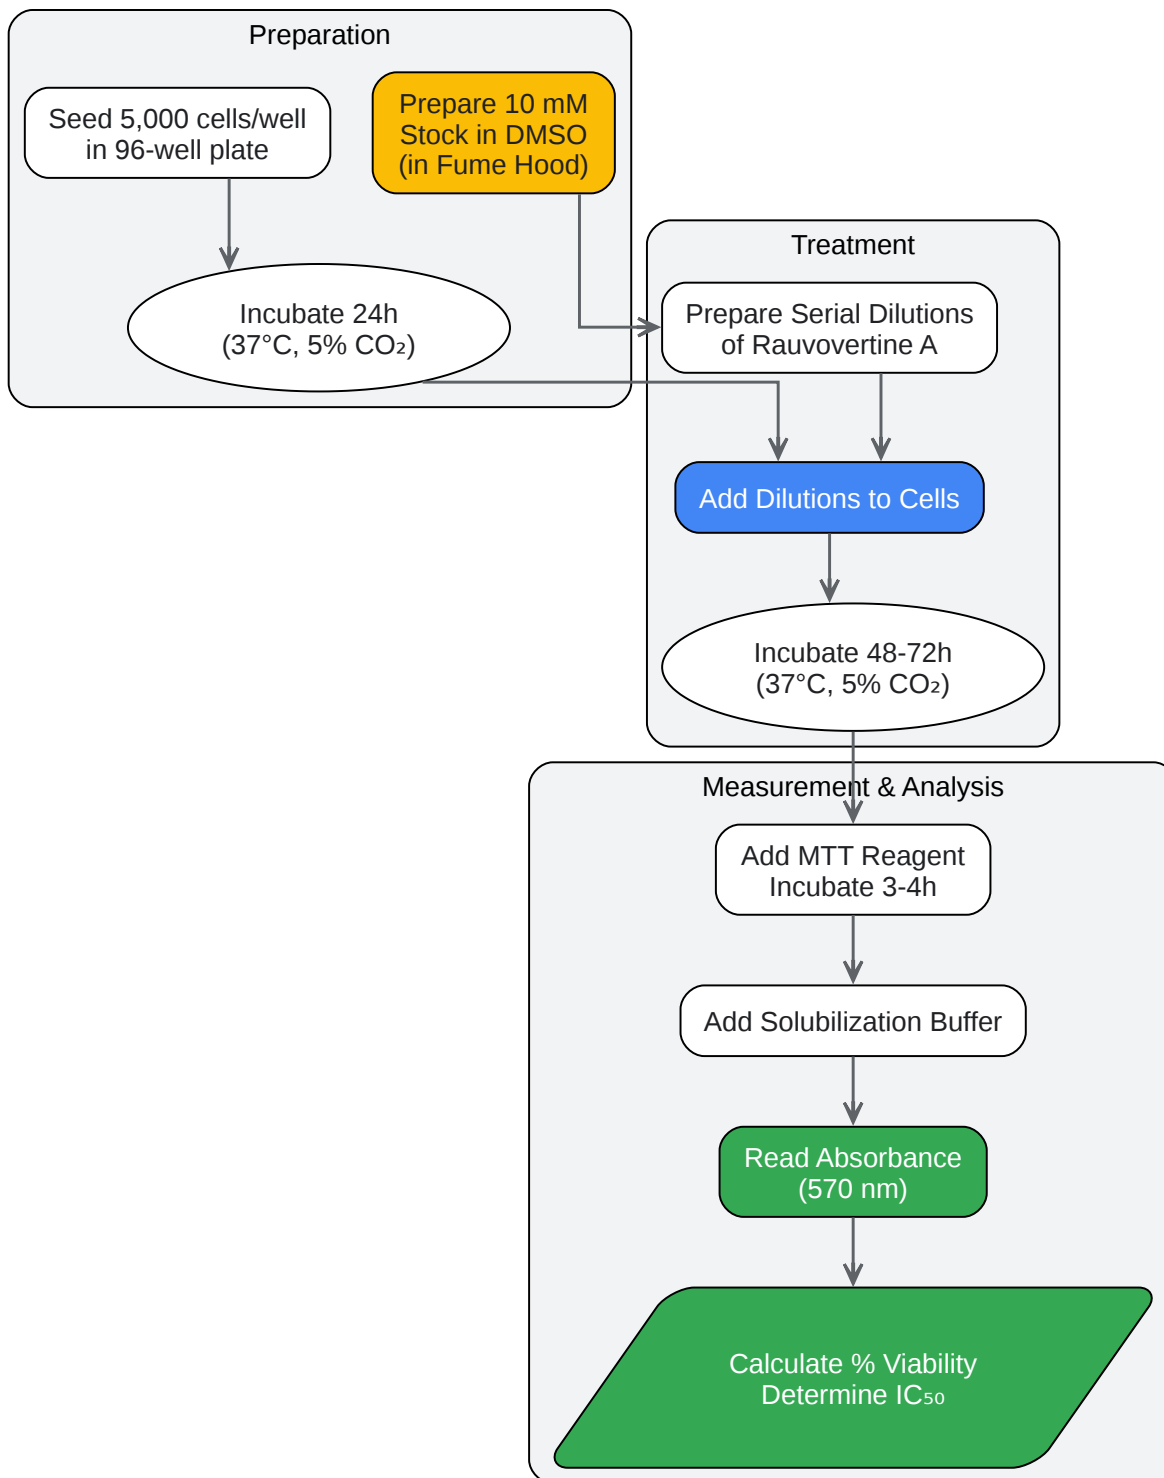 Preparation
Seed 5,000 cells/well
in 96-well plate
Prepare 10 mM
Stock in DMSO
(in Fume Hood)
Incubate 24h
(37°C, 5% CO₂)
Treatment
Prepare Serial Dilutions
of Rauvovertine A
Add Dilutions to Cells
Incubate 48-72h
(37°C, 5% CO₂)
Measurement & Analysis
Add MTT Reagent
Incubate 3-4h
Add Solubilization Buffer
Read Absorbance
(570 nm)
Calculate % Viability
Determine IC₅₀